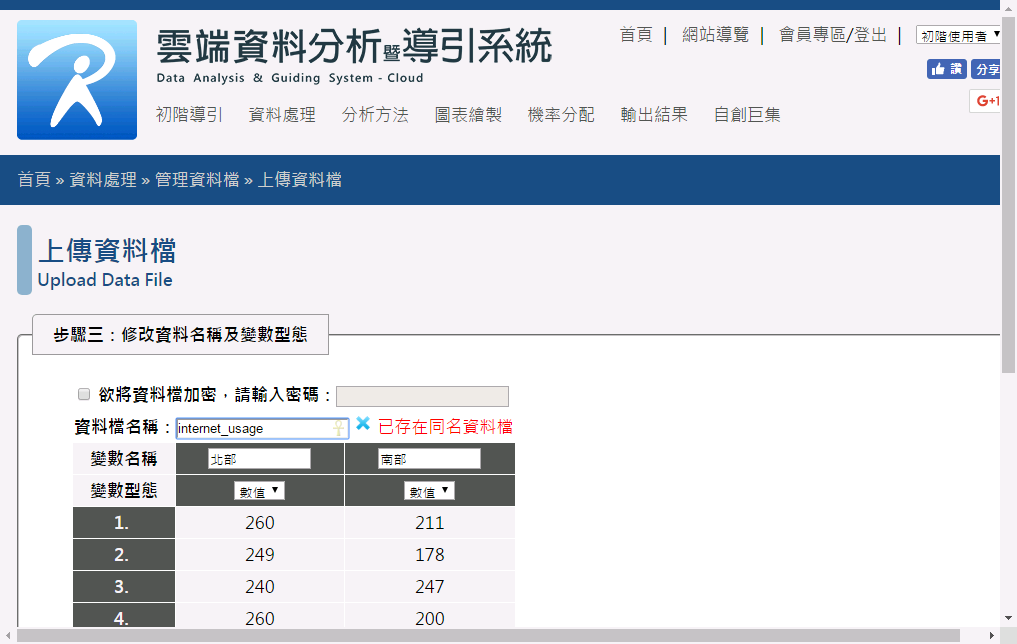 雲端資料分析暨導引系統
Data Analysis & Guiding System - Cloud
首頁 | 網站導覽 | 會員專區/登出 | 初階使用者
讚 分享
G+1
初階導引 資料處理 分析方法 圖表繪製 機率分配 輸出結果 自創巨集
首頁 » 資料處理 » 管理資料檔 » 上傳資料檔
上傳資料檔
Upload Data File
步驟三：修改資料名稱及變數型態
欲將資料檔加密，請輸入密碼：
資料檔名稱：internet_usage 已存在同名資料檔
變數名稱 北部 南部
變數型態 數值 數值
1. 260 211
2. 249 178
3. 240 247
4. 260 200